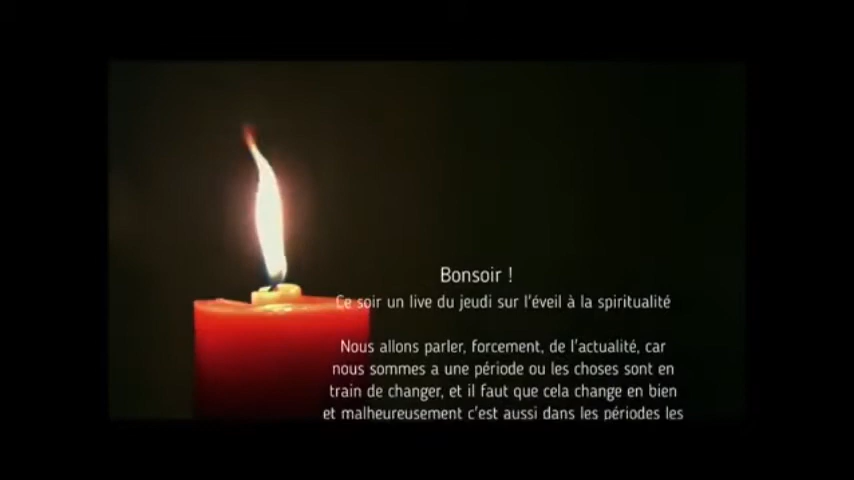 Bonsoir !
Ce soir un live du jeudi sur l'éveil à la spiritualité
Nous allons parler, forcement, de l'actualité, car
nous sommes a une période ou les choses sont en
train de changer, et il faut que cela change en bien
et malheureusement c'est aussi dans les périodes les